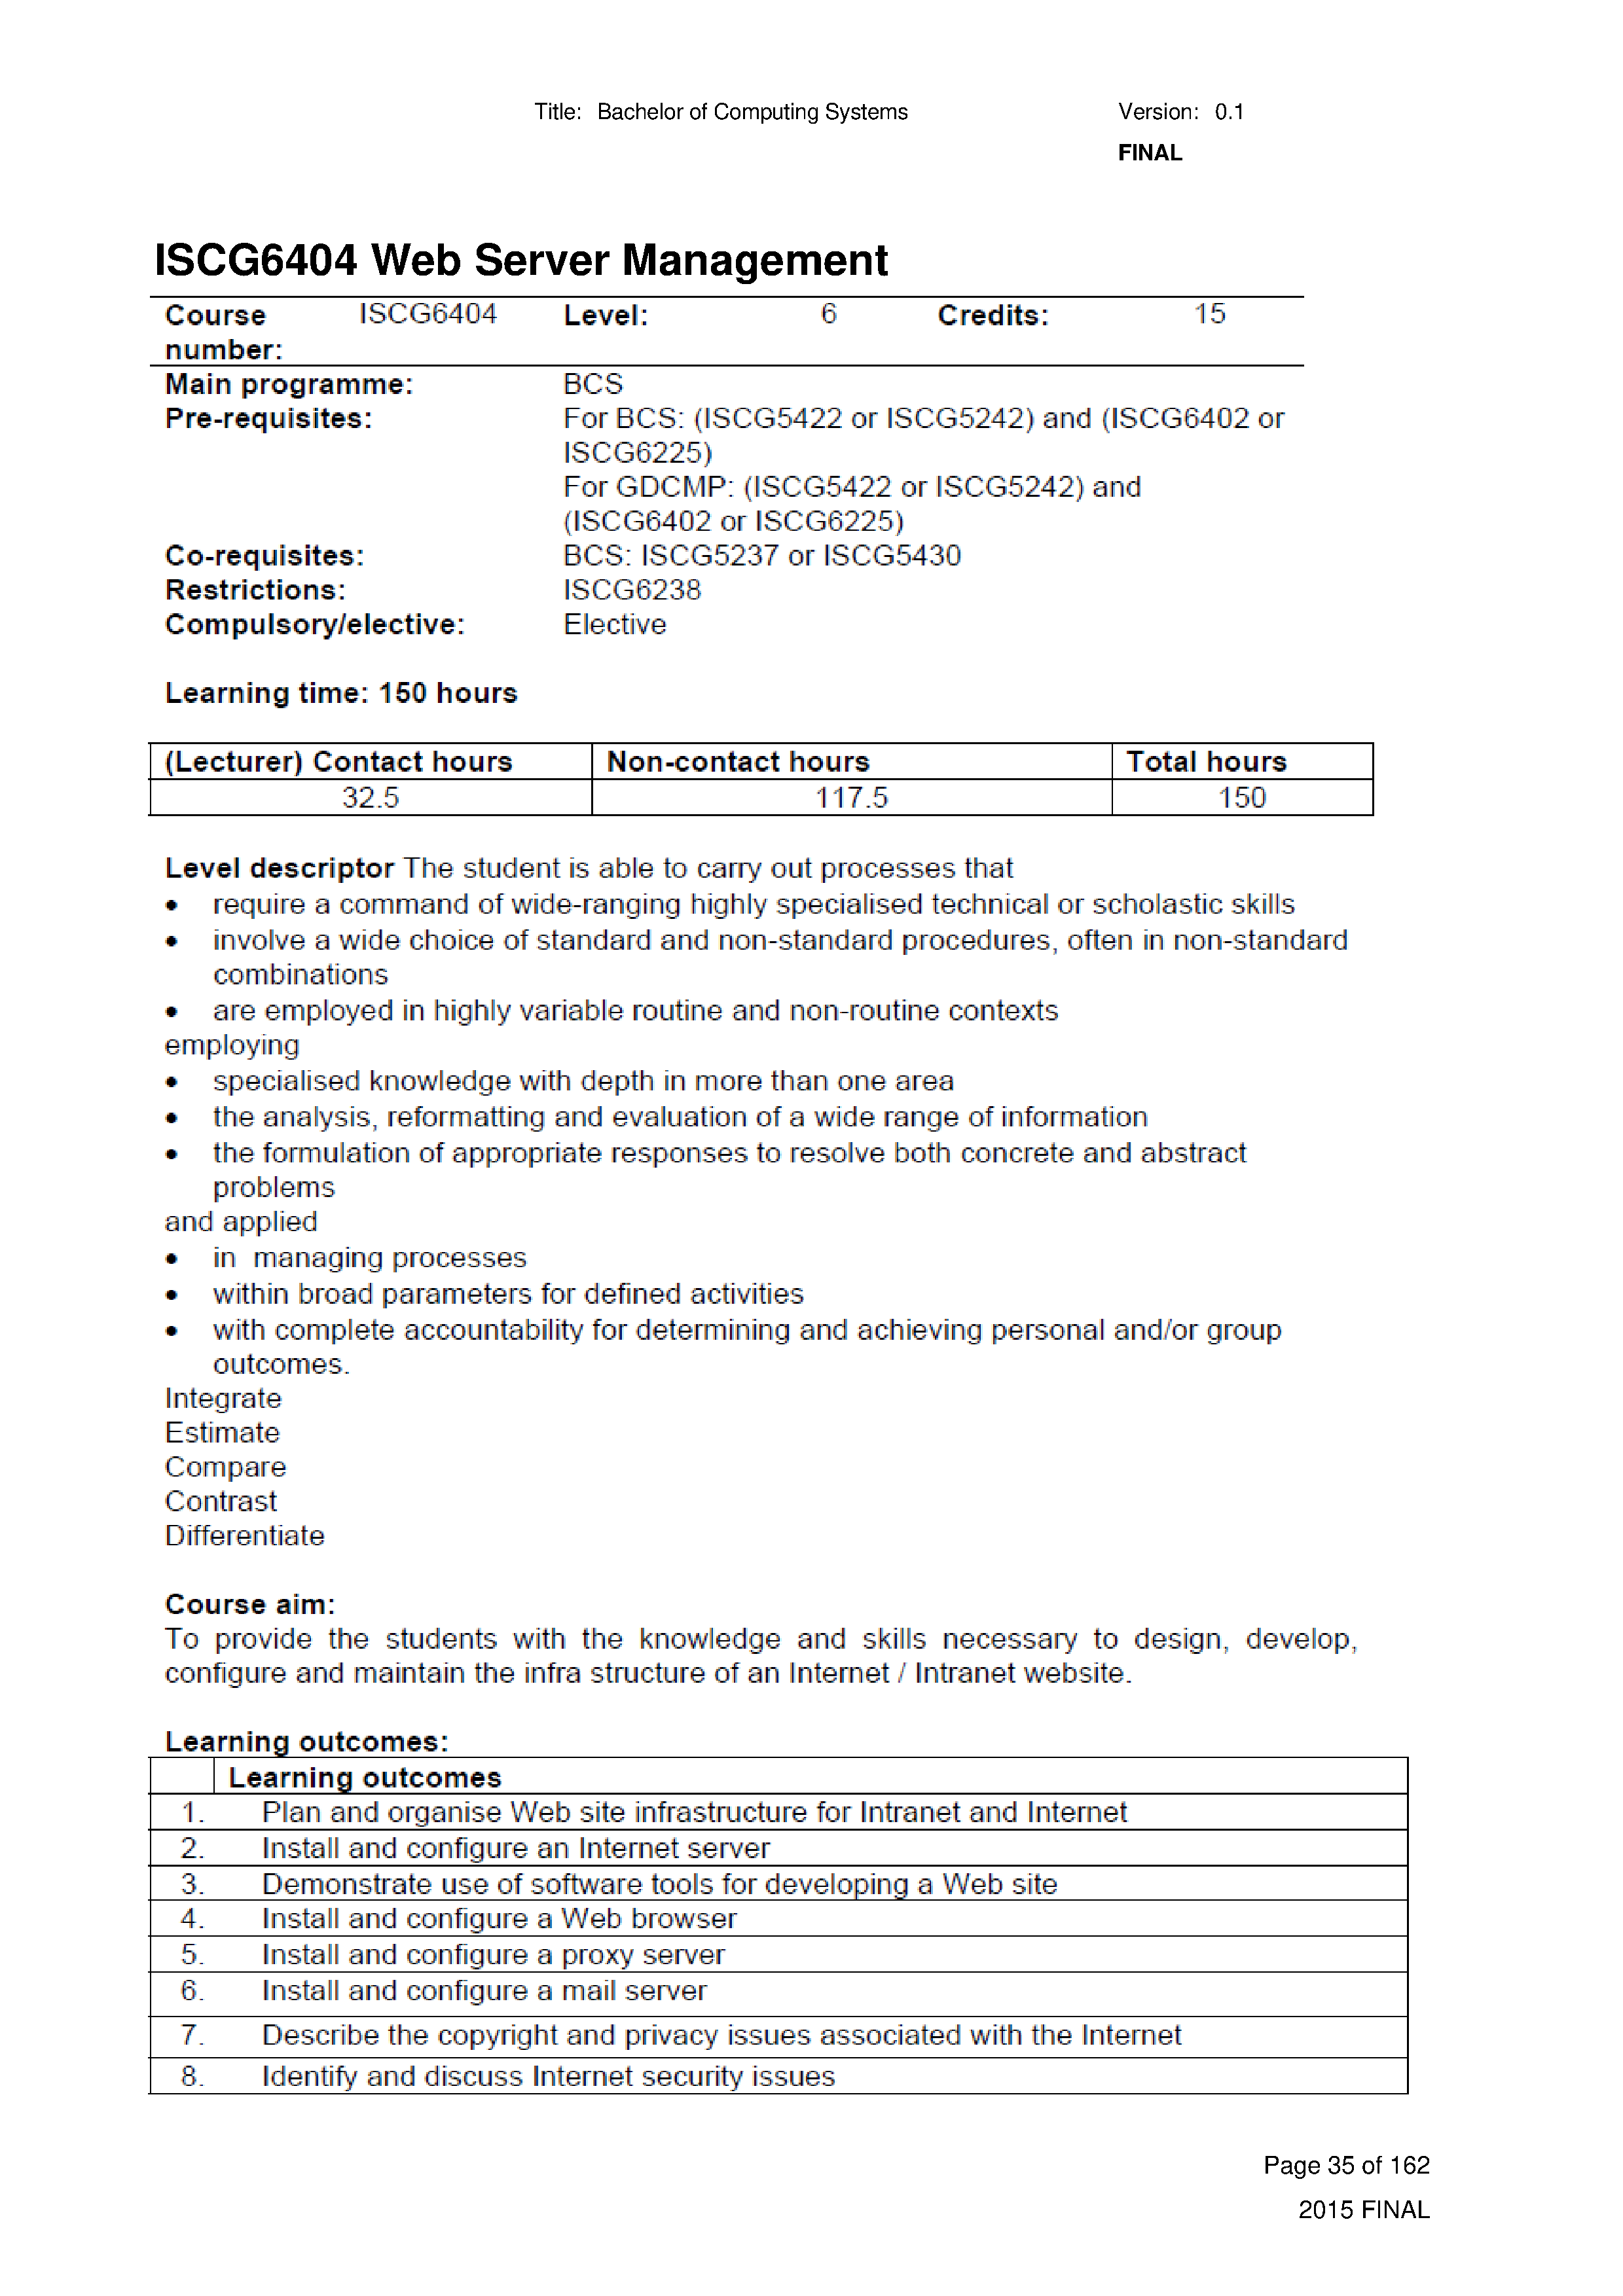 Title: Bachelor of Computing Systems Version: 0.1
FINAL
ISCG6404 Web Server Management
Course ISCG6404 Level: 6 Credits: 15
number:
Main programme: BCS
Pre-requisites: For BCS: (ISCG5422 or ISCG5242) and (ISCG6402 or
ISCG6225)
For GDCMP: (ISCG5422 or ISCG5242) and
(ISCG6402 or ISCG6225)
Co-requisites: BCS: ISCG5237 or ISCG5430
Restrictions: ISCG6238
Compulsory/elective: Elective
Learning time: 150 hours
(Lecturer) Contact hours Non-contact hours Total hours
32.5 117.5 150
Level descriptor The student is able to carry out processes that
• require a command of wide-ranging highly specialised technical or scholastic skills
• involve a wide choice of standard and non-standard procedures, often in non-standard
combinations
• are employed in highly variable routine and non-routine contexts
employing
• specialised knowledge with depth in more than one area
• the analysis, reformatting and evaluation of a wide range of information
• the formulation of appropriate responses to resolve both concrete and abstract
problems
and applied
• in managing processes
• within broad parameters for defined activities
• with complete accountability for determining and achieving personal and/or group
outcomes.
Integrate
Estimate
Compare
Contrast
Differentiate
Course aim:
To provide the students with the knowledge and skills necessary to design, develop,
configure and maintain the infra structure of an Internet / Intranet website.
Learning outcomes:
Learning outcomes
1. Plan and organise Web site infrastructure for Intranet and Internet
2. Install and configure an Internet server
3. Demonstrate use of software tools for developing a Web site
4. Install and configure a Web browser
5. Install and configure a proxy server
6. Install and configure a mail server
7. Describe the copyright and privacy issues associated with the Internet
8. Identify and discuss Internet security issues
Page 35 of 162
2015 FINAL